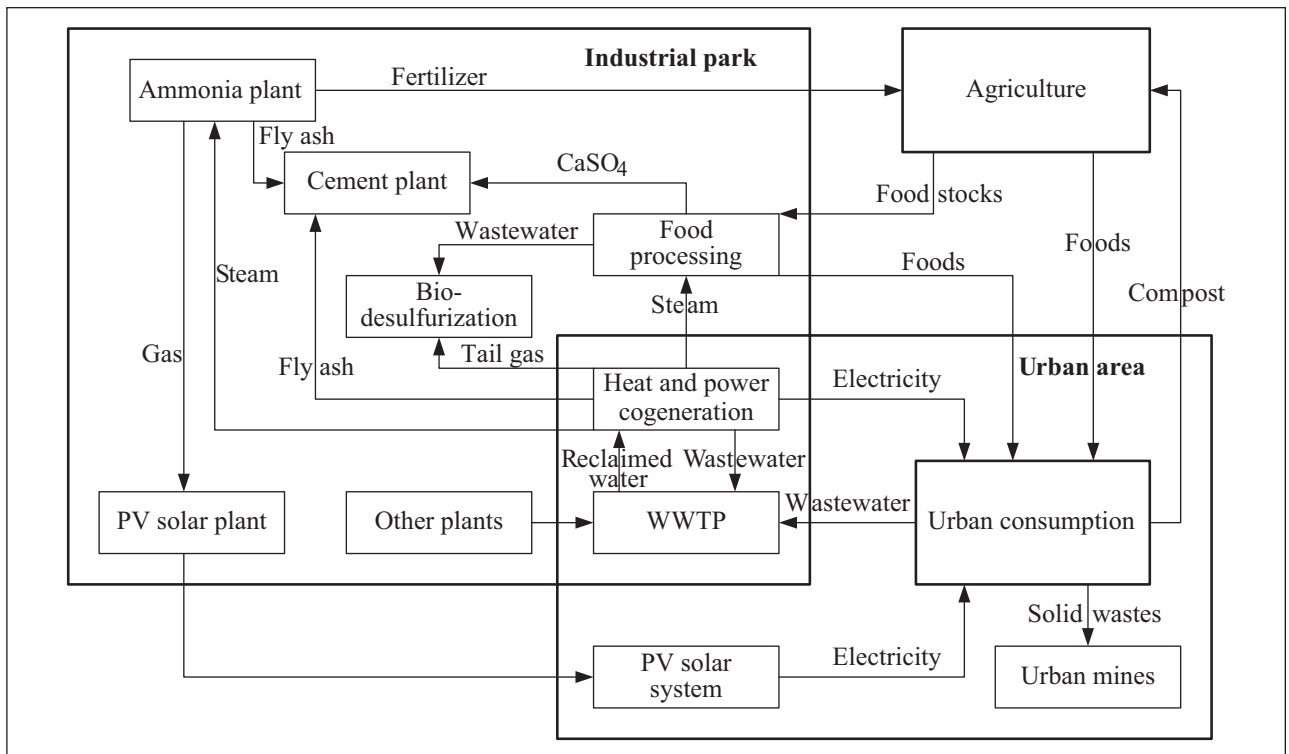 Industrial park
Ammonia plant
Fertilizer
Agriculture
Fly ash
Cement plant
CaSO4
Food stocks
Wastewater
Food
processing
Foods
Foods
Steam
Bio-
desulfurization
Steam
Compost
Gas
Fly ash
Tail gas
Urban area
Heat and power
cogeneration
Electricity
Reclaimed
water
Wastewater
PV solar plant
Other plants
WWTP
Wastewater
Urban consumption
Solid wastes
PV solar
system
Electricity
Urban mines